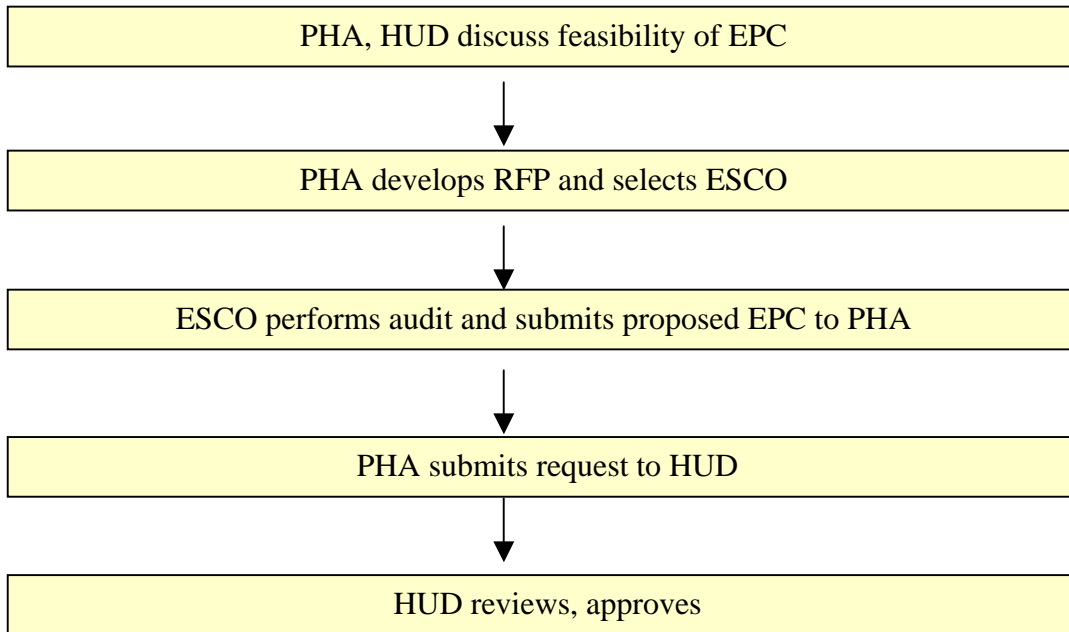 PHA, HUD discuss feasibility of EPC
PHA develops RFP and selects ESCO
ESCO performs audit and submits proposed EPC to PHA
PHA submits request to HUD
HUD reviews, approves